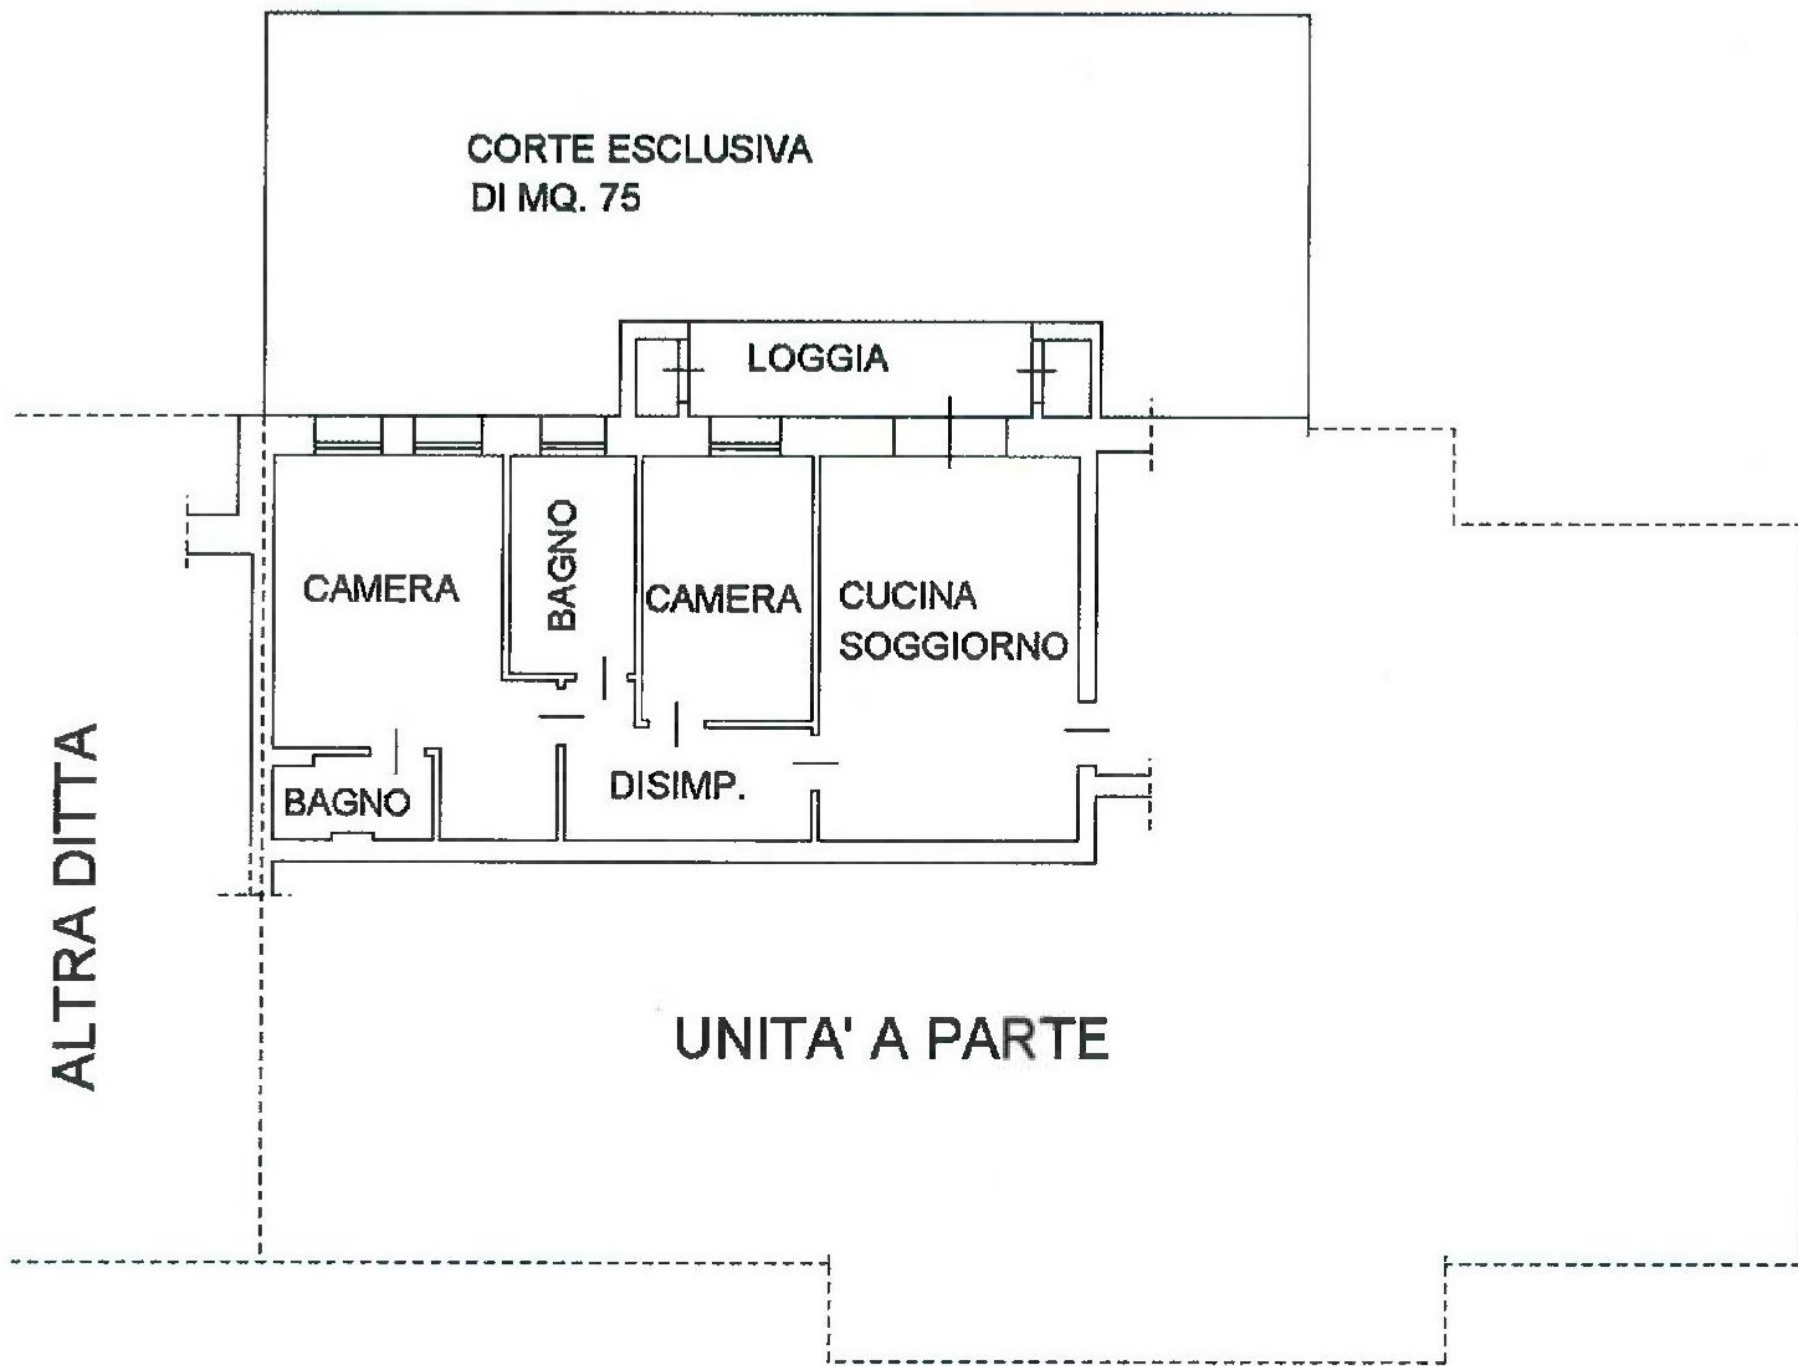 CORTE ESCLUSIVA
DI MQ. 75
LOGGIA
CAMERA
BAGNO
CAMERA
CUCINA
SOGGIORNO
BAGNO
DISIMP.
ALTRA DITTA
UNITA' A PARTE